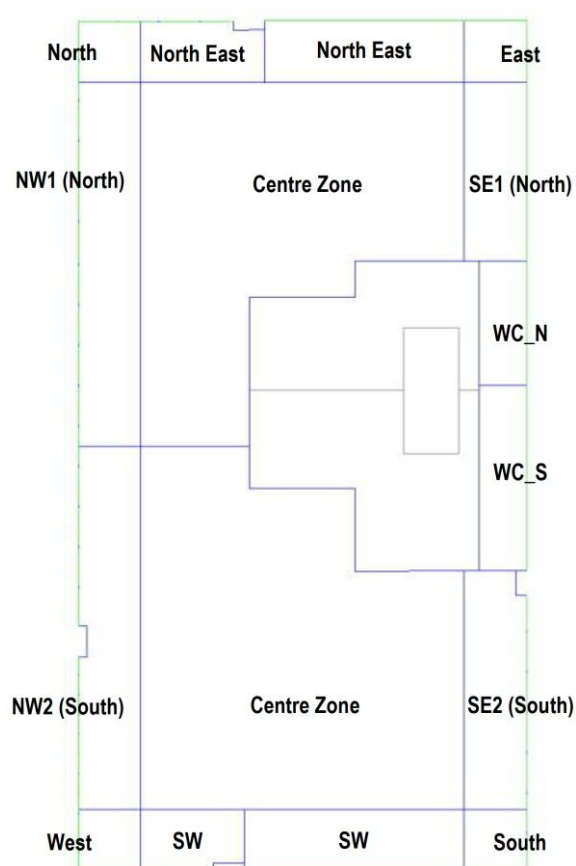 North
North East
North East
East
NW1 (North)
Centre Zone
SE1 (North)
WC_N
WC_S
NW2 (South)
Centre Zone
SE2 (South)
West
SW
SW
South